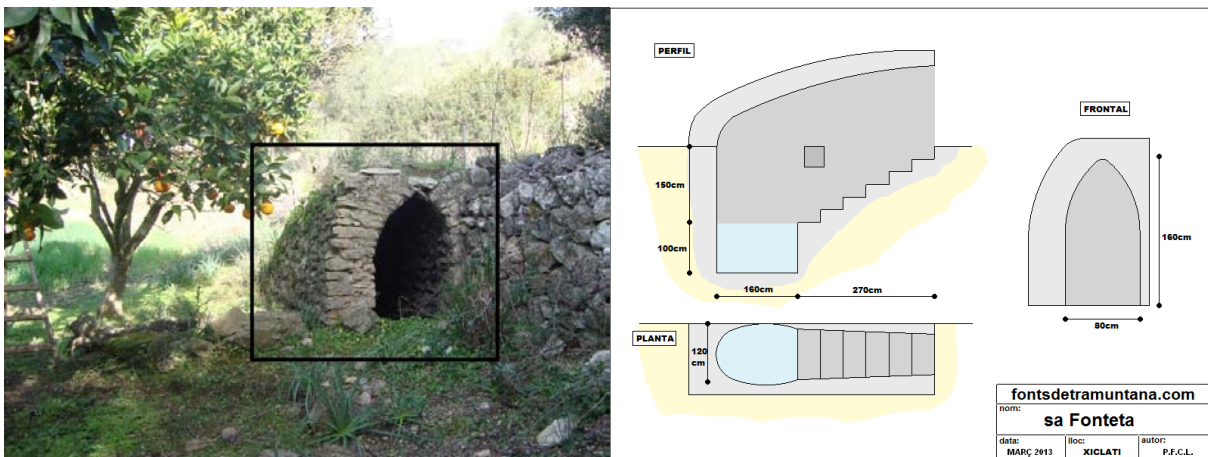 PERFIL
150cm
100cm
160cm
270cm
PLANTA
120
cm
FRONTAL
160cm
80cm
fontsdetramuntana.com
nom:
sa Fonteta
data:
MARÇ 2013
lloc:
XICLATI
autor:
P.F.C.L.